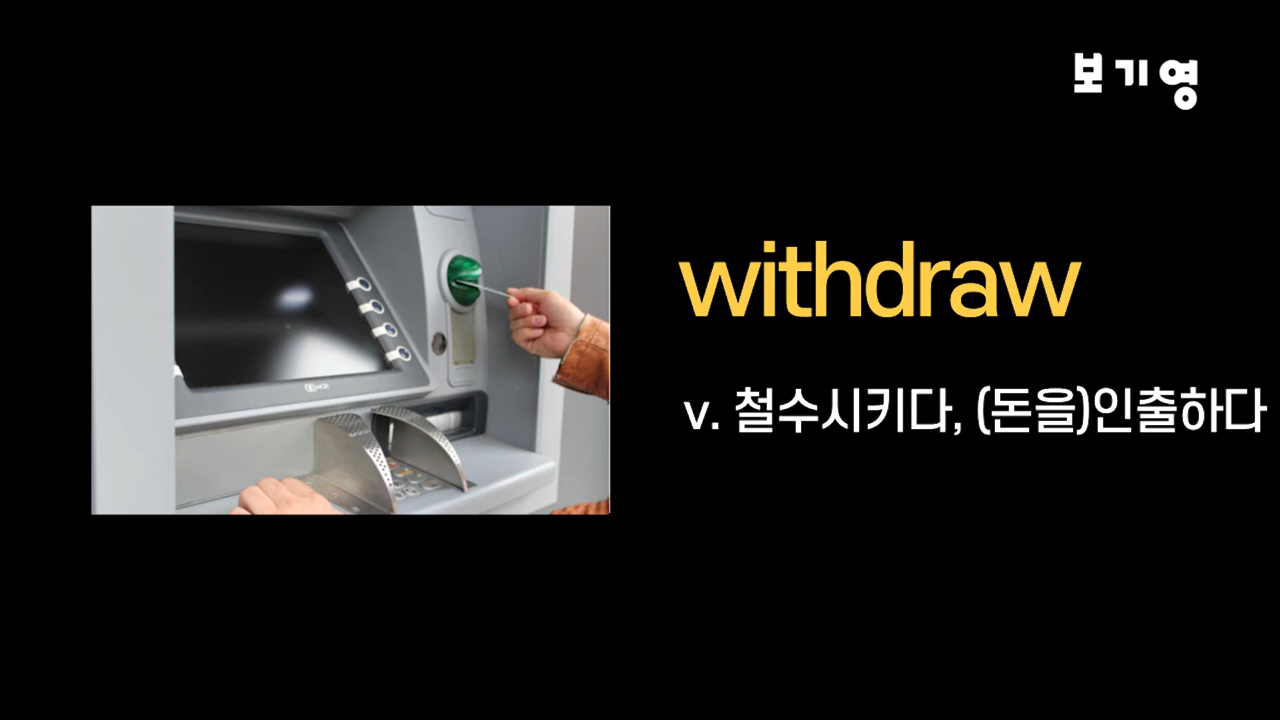 보기영
withdraw
v. 철수시키다, (돈을)인출하다